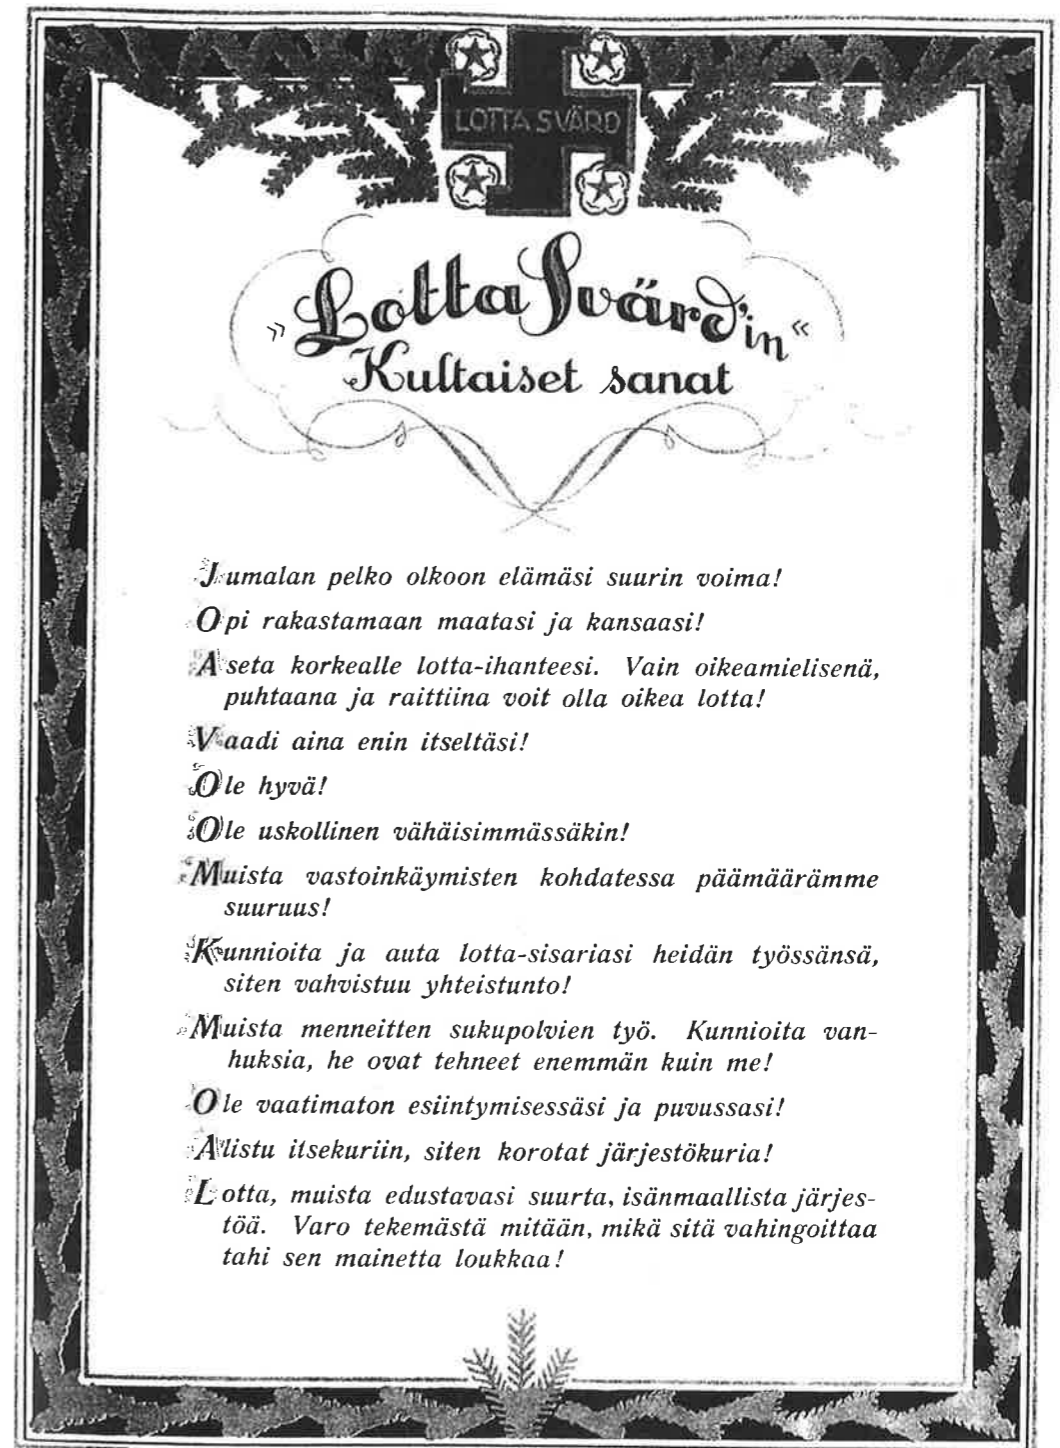 LOTTA SVÄRD
»Lotta Svärd'in«
Kultaiset sanat
Jumalan pelko olkoon elämäsi suurin voima!
Opi rakastamaan maatasi ja kansaasi!
Aseta korkealle lotta-ihanteesi. Vain oikeamielisenä,
puhtaana ja raittiina voit olla oikea lotta!
Vaadi aina enin itseltäsi!
Ole hyvä!
Ole uskollinen vähäisimmässäkin!
Muista vastoinkäymisten kohdatessa päämäärämme
suuruus!
Kunnioita ja auta lotta-sisariasi heidän työssänsä,
siten vahvistuu yhteistunto!
Muista menneitten sukupolvien työ. Kunnioita van-
huksia, he ovat tehneet enemmän kuin me!
Ole vaatimaton esiintymisessäsi ja puvussasi!
Alistu itsekuriin, siten korotat järjestökuria!
Lotta, muista edustavasi suurta, isänmaallista järjes-
töä. Varo tekemästä mitään, mikä sitä vahingoittaa
tahi sen mainetta loukkaa!